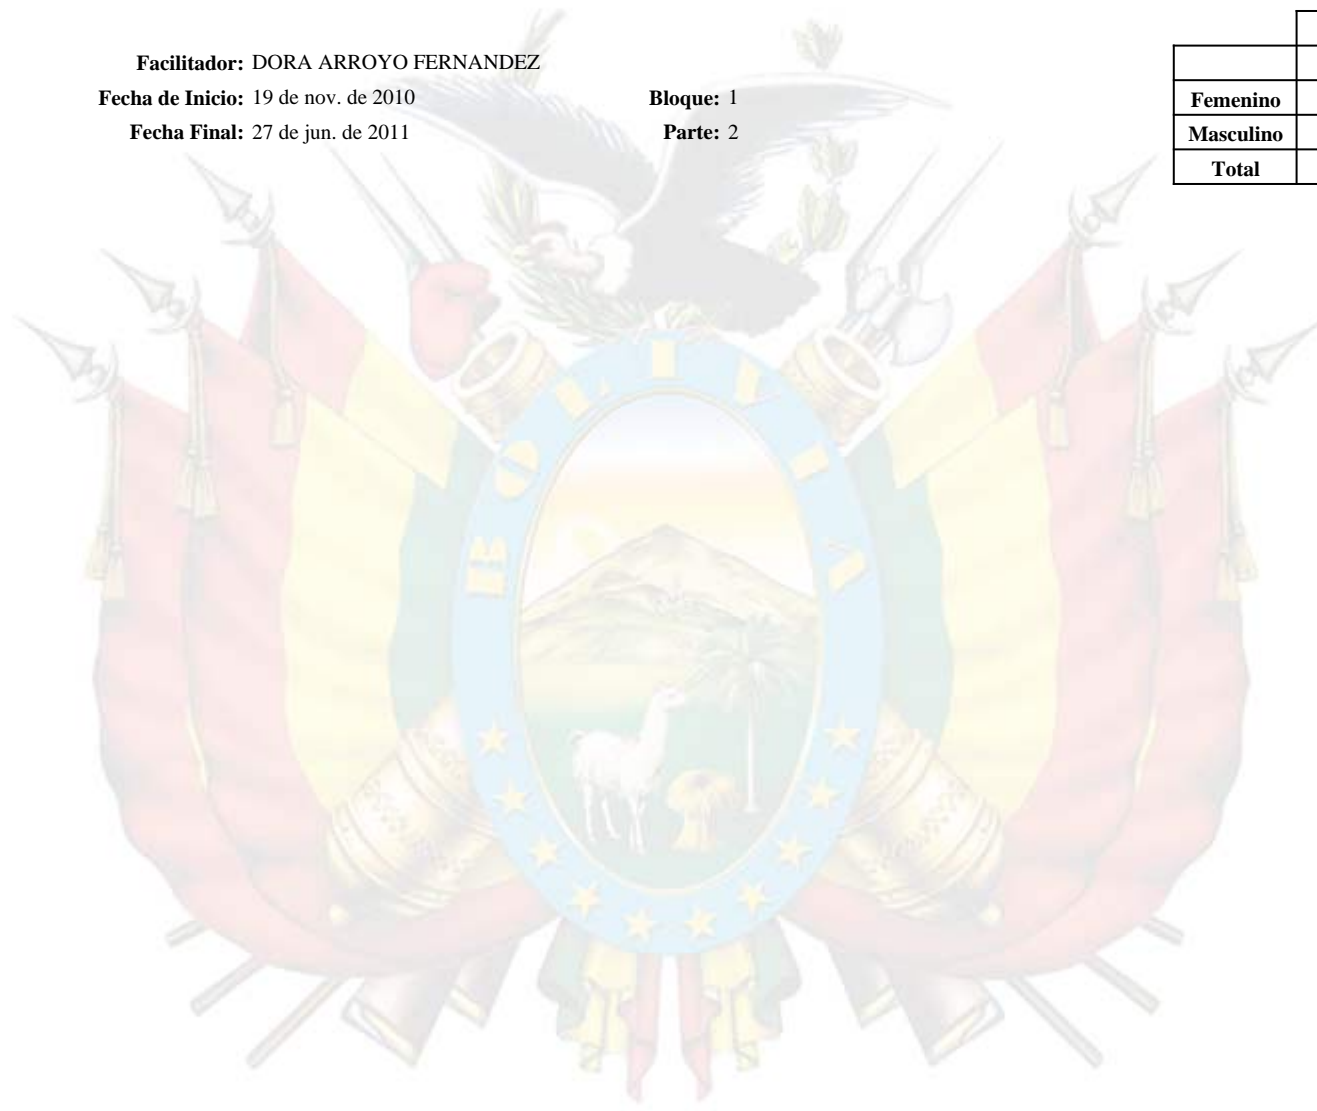 Facilitador: DORA ARROYO FERNANDEZ
Fecha de Inicio: 19 de nov. de 2010 Bloque: 1
Fecha Final: 27 de jun. de 2011 Parte: 2
Femenino
Masculino
Total
BOLIVIA